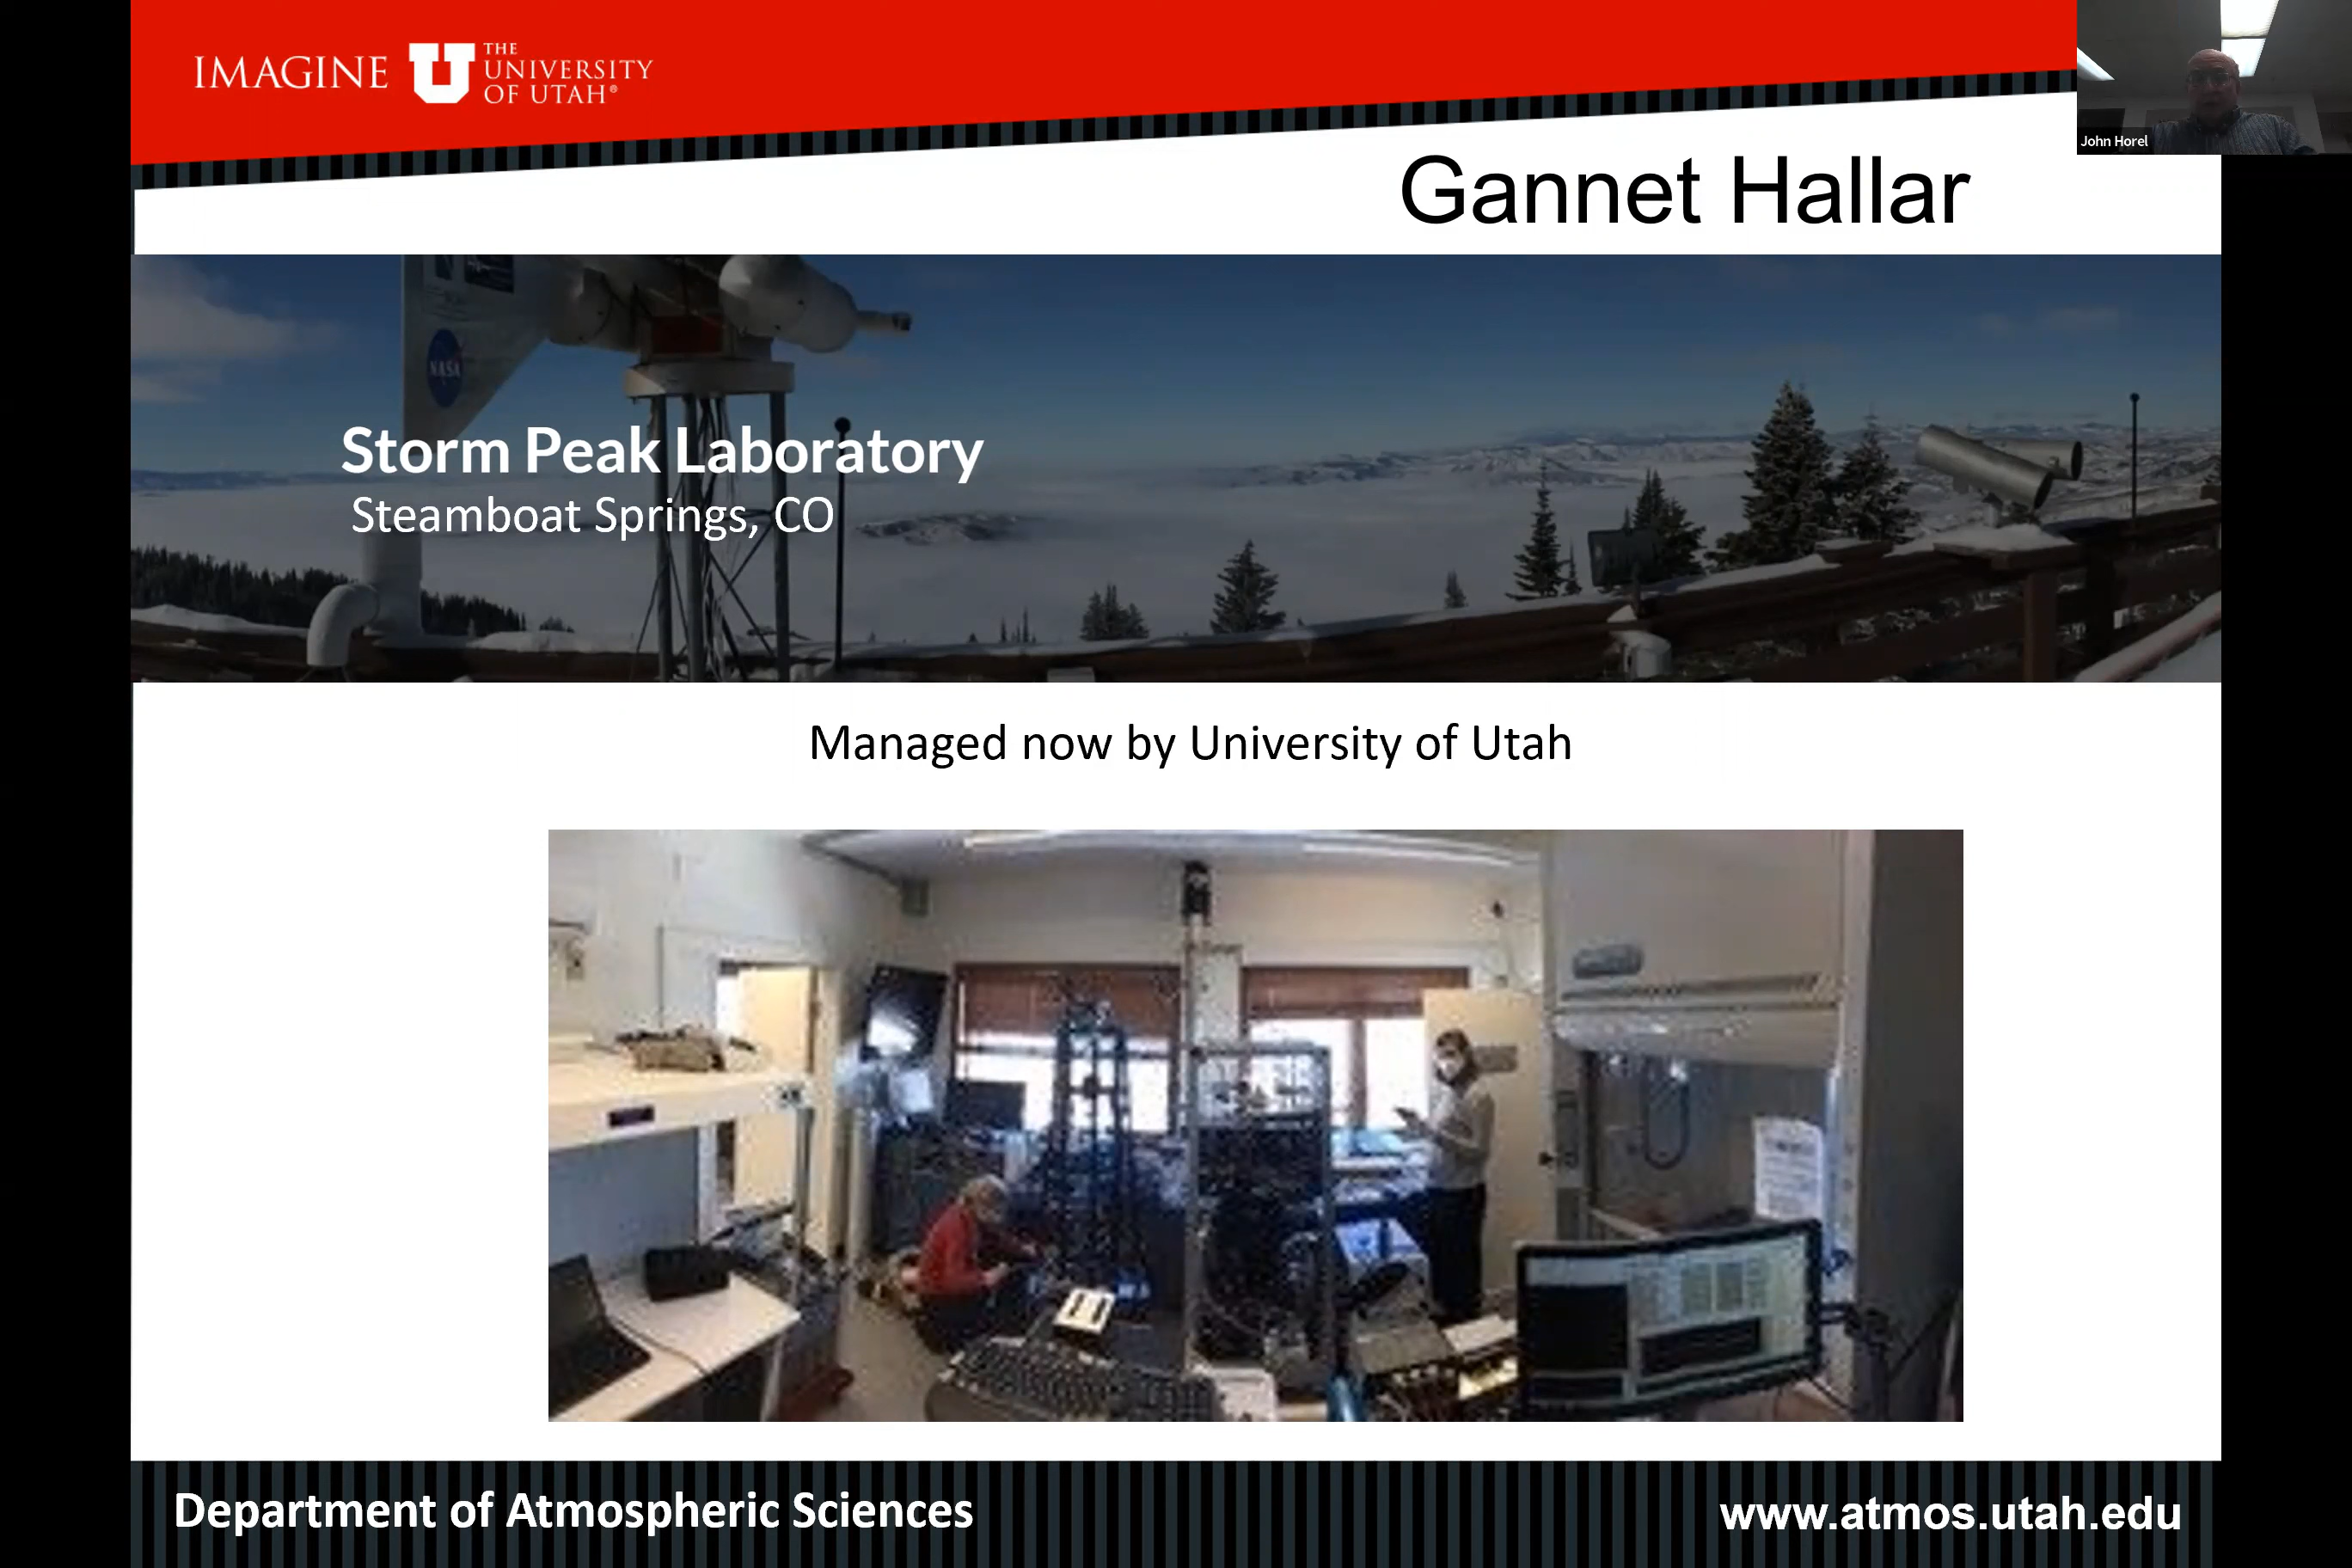 IMAGINE
THE
UNIVERSITY
OF UTAH®
John Horel
Gannet Hallar
NASA
Storm Peak Laboratory
Steamboat Springs, CO
Managed now by University of Utah
Department of Atmospheric Sciences
www.atmos.utah.edu